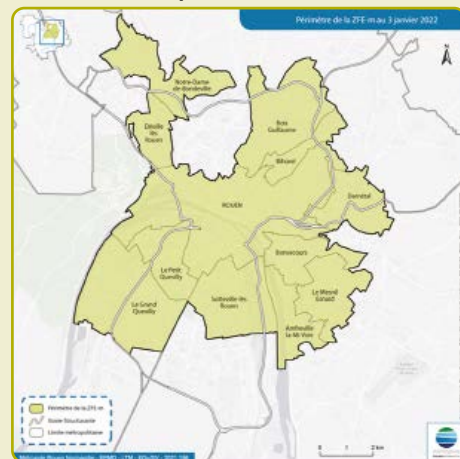 Périmètre de la ZFE-m au 3 janvier 2022
N
Notre-Dame
de-Bondeville
Déville
lès
Rouen
Bois
Guillaume
Bihorel
ROUEN
Darnétal
Bonsecours
Le Petit
Quevilly
Le Mesnil
Esnard
Le Grand
Quevilly
Sotteville-lès
Rouen
Amfreville
la-Mi-Voie
Périmètre de la ZFE-m
Voirie Structurante
Limite métropolitaine
0 1 2 km